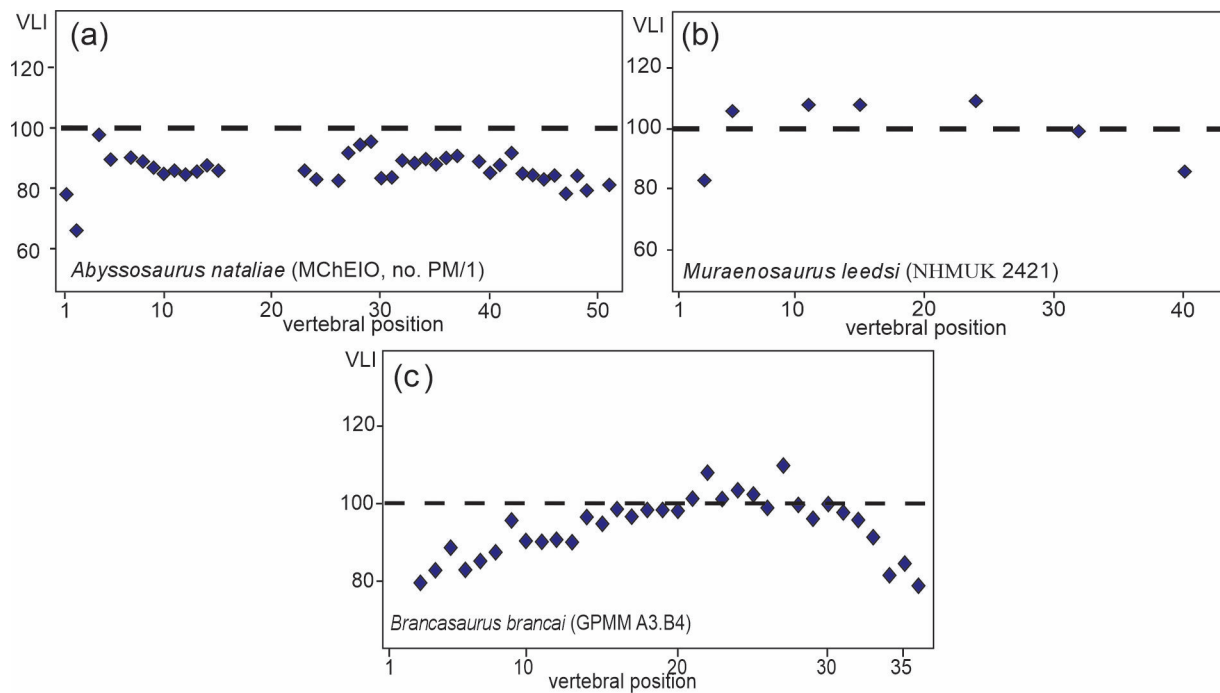 VLI
(a)
120
100
80
60
Abyssosaurus nataliae (MChEIO, no. PM/1)
1 10 20 30 40 50
vertebral position
VLI
(b)
120
100
80
60
Muraenosaurus leedsi (NHMUK 2421)
1 10 20 30 40
vertebral position
VLI
(c)
120
100
80
Brancasaurus brancai (GPMM A3.B4)
1 10 20 30 35
vertebral position